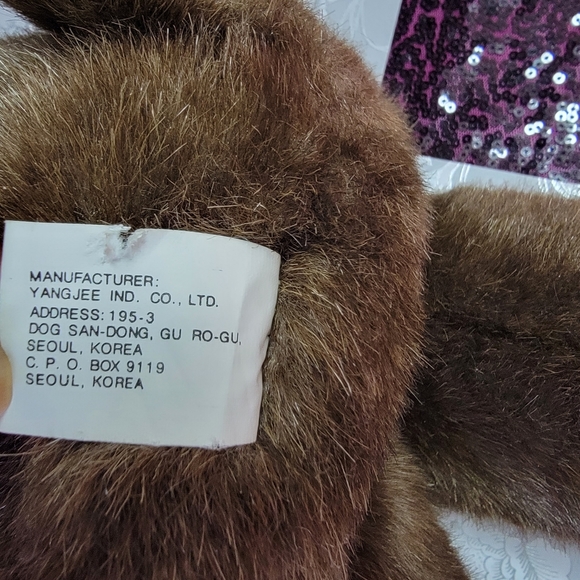 MANUFACTURER:
YANGJEE IND. CO., LTD.
ADDRESS: 195-3
DOG SAN-DONG, GU RO-GU,
SEOUL, KOREA
C. P. O. BOX 9119
SEOUL, KOREA